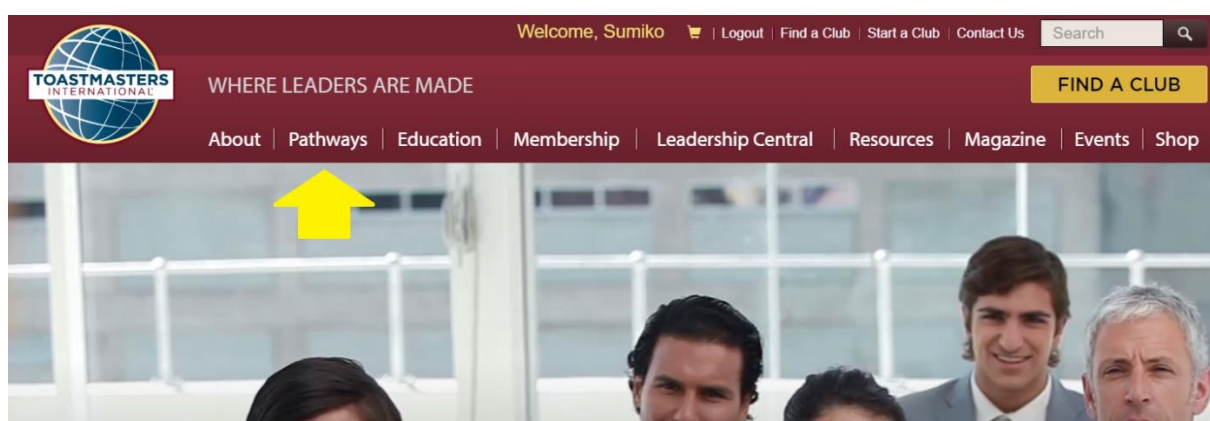 Welcome, Sumiko | Logout | Find a Club | Start a Club | Contact Us Search
TOASTMASTERS
INTERNATIONAL
WHERE LEADERS ARE MADE
FIND A CLUB
About | Pathways | Education | Membership | Leadership Central | Resources | Magazine | Events | Shop